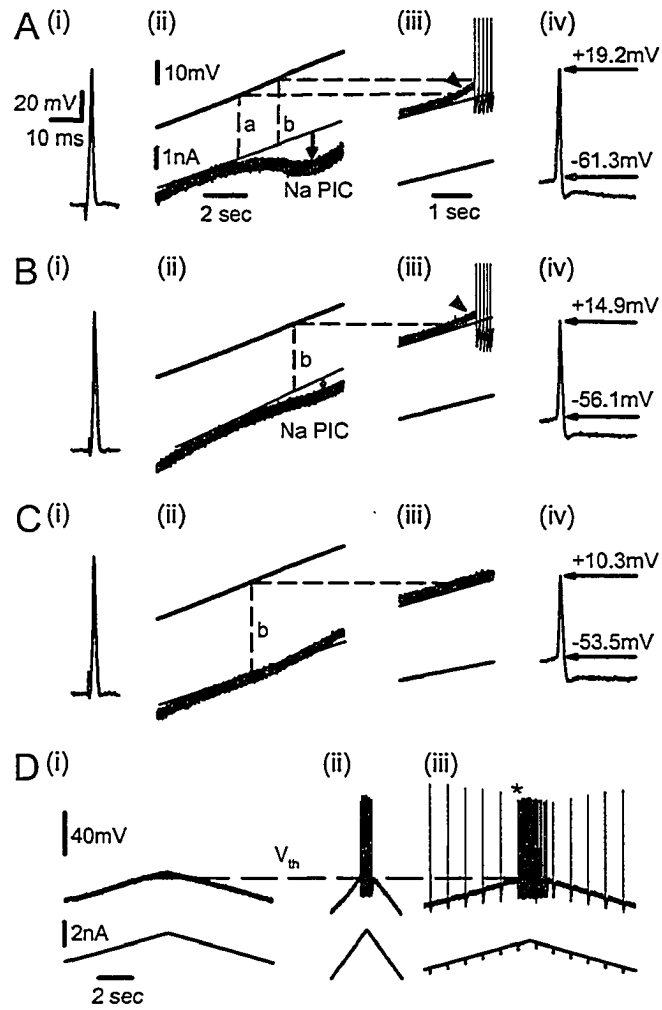 A (i) (ii) (iii) (iv)
10mV
+19.2mV
20 mV
10 ms
a b
1nA
-61.3mV
Na PIC
2 sec
1 sec
B (i) (ii) (iii) (iv)
+14.9mV
b
-56.1mV
Na PIC
C (i) (ii) (iii) (iv)
+10.3mV
b
-53.5mV
D (i) (ii) (iii)
*
40mV
Vth
2nA
2 sec